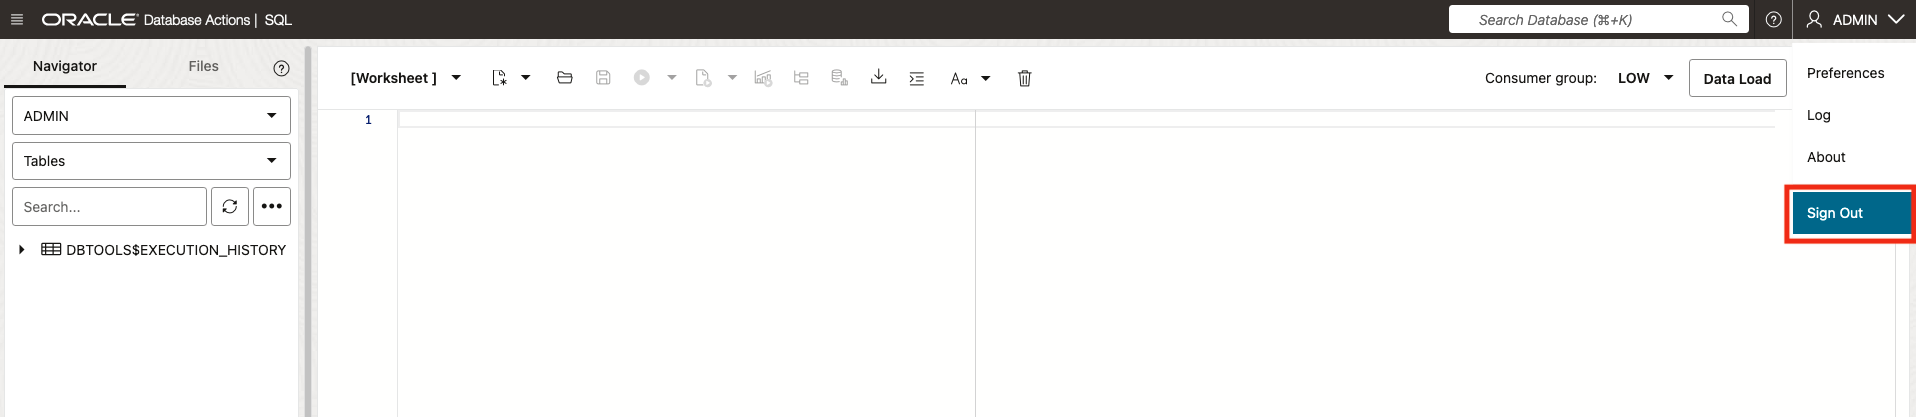 ORACLE Database Actions | SQL
Search Database (⌘+K)
ADMIN
Navigator
Files
[Worksheet ]
Aa
Consumer group: LOW
Data Load
Preferences
Log
About
Sign Out
ADMIN
Tables
Search...
DBTOOLS$EXECUTION_HISTORY
1